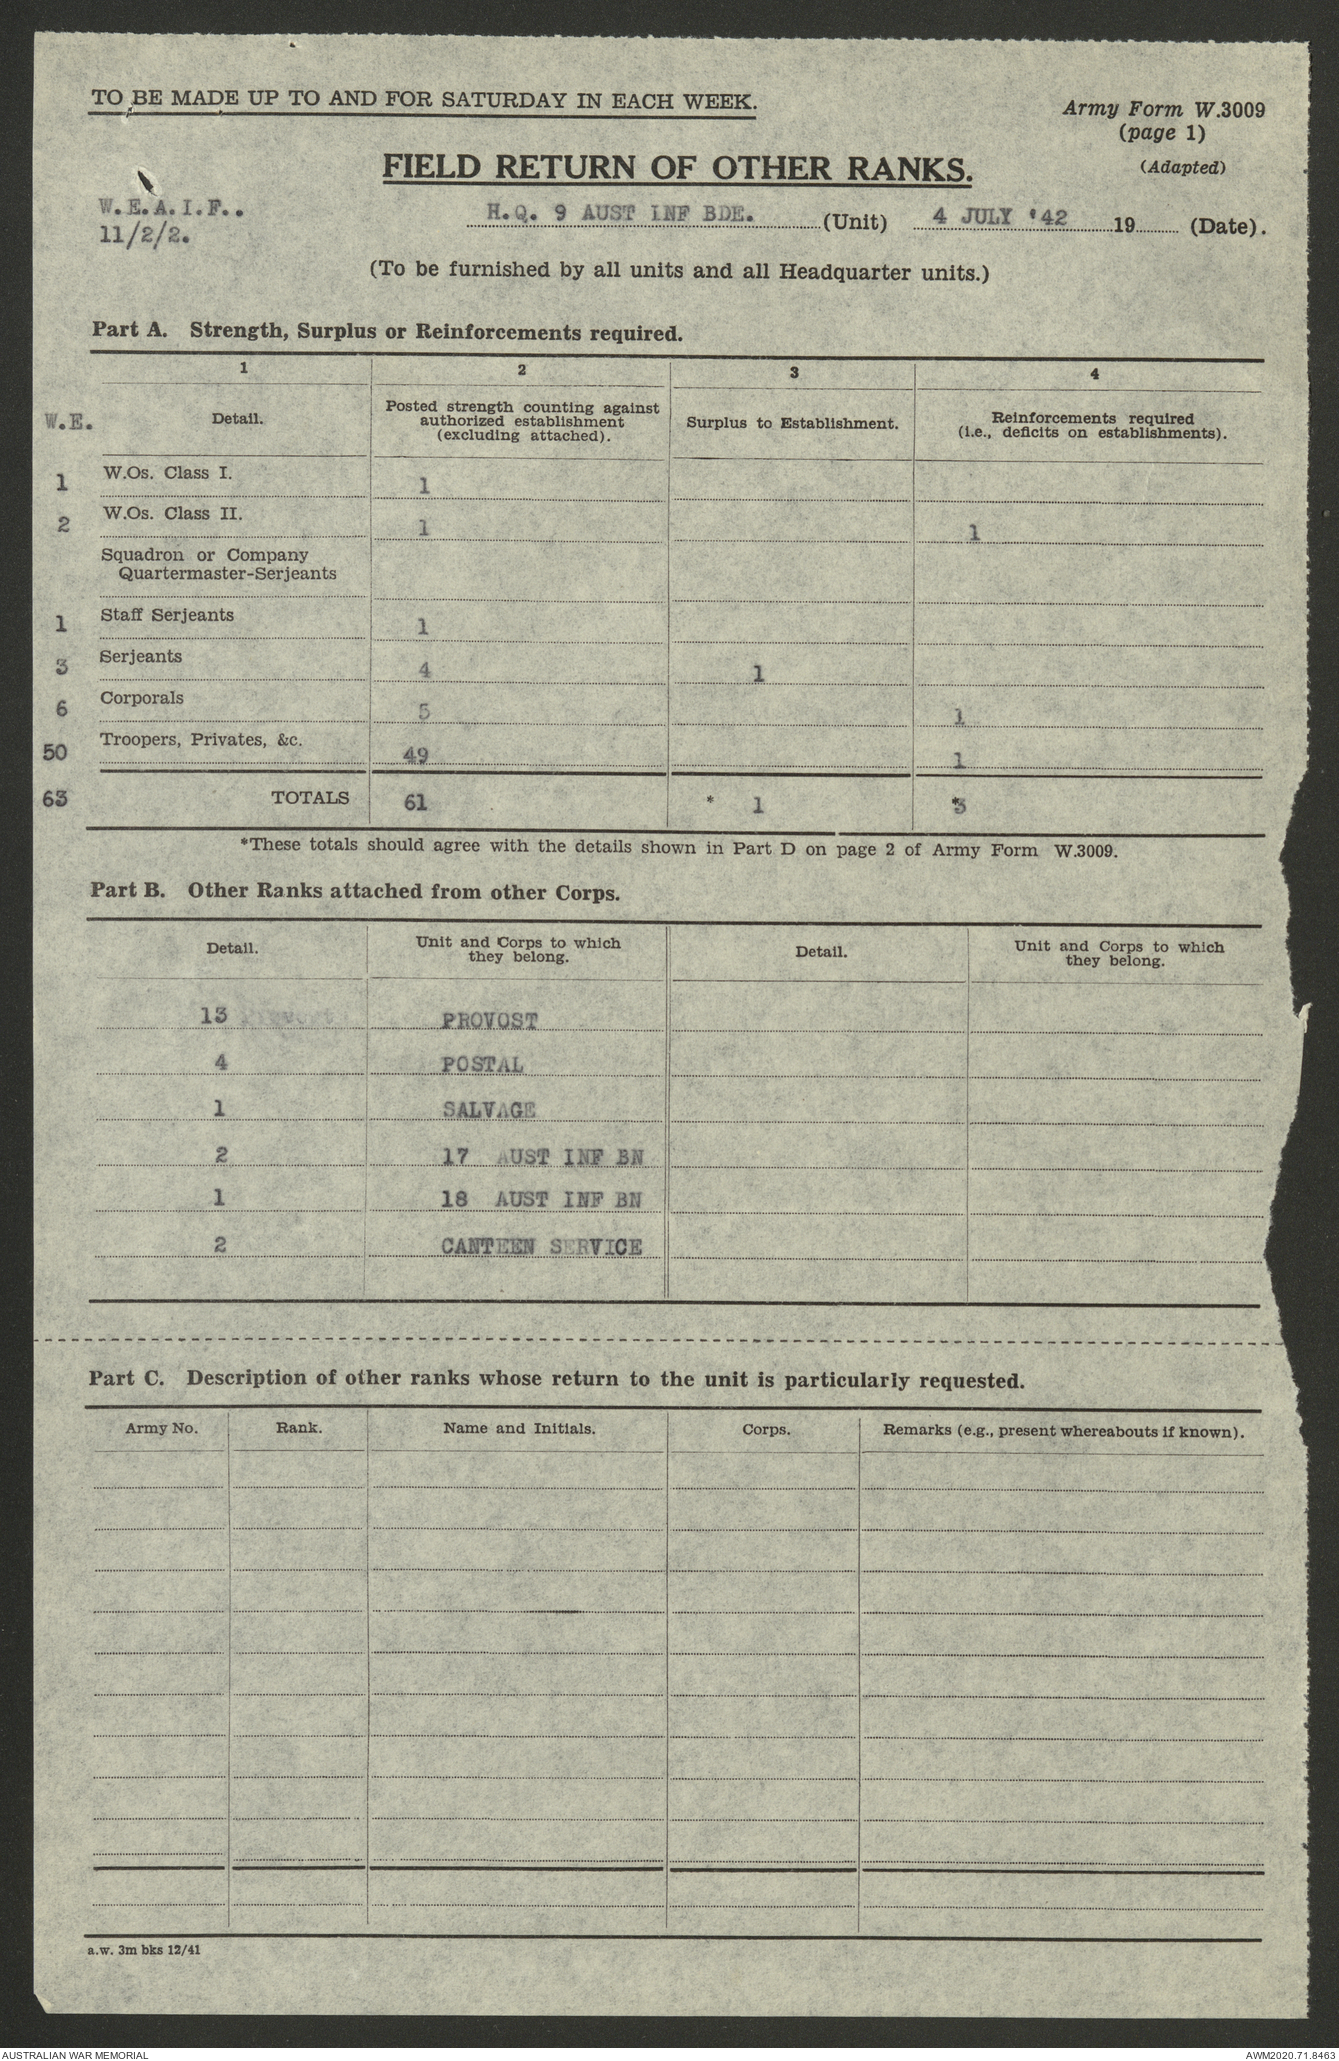 TO BE MADE UP TO AND FOR SATURDAY IN EACH WEEK.
Army Form W.3009
(page 1)
(Adapted)
FIELD RETURN OF OTHER RANKS.
W.E.A.I.F..
11/2/2.
H.Q. 9 AUST INF BDE. (Unit) 4 JULY '42 19 (Date).
(To be furnished by all units and all Headquarter units.)
Part A. Strength, Surplus or Reinforcements required.
1 2 3 4
W.E. Detail. Posted strength counting against authorized establishment (excluding attached). Surplus to Establishment. Reinforcements required (i.e., deficits on establishments).
1 W.Os. Class I. 1
2 W.Os. Class II. 1 1
Squadron or Company
Quartermaster-Serjeants
1 Staff Serjeants 1
3 Serjeants 4 1
6 Corporals 5 1
50 Troopers, Privates, &c. 49 1
63 TOTALS 61 * 1 *3
*These totals should agree with the details shown in Part D on page 2 of Army Form W.3009.
Part B. Other Ranks attached from other Corps.
Detail. Unit and Corps to which they belong. Detail. Unit and Corps to which they belong.
13 PROVOST
4 POSTAL
1 SALVAGE
2 17 AUST INF BN
1 18 AUST INF BN
2 CANTEEN SERVICE
Part C. Description of other ranks whose return to the unit is particularly requested.
Army No. Rank. Name and Initials. Corps. Remarks (e.g., present whereabouts if known).
a.w. 3m bks 12/41
AUSTRALIAN WAR MEMORIAL AWM2020.71.8463